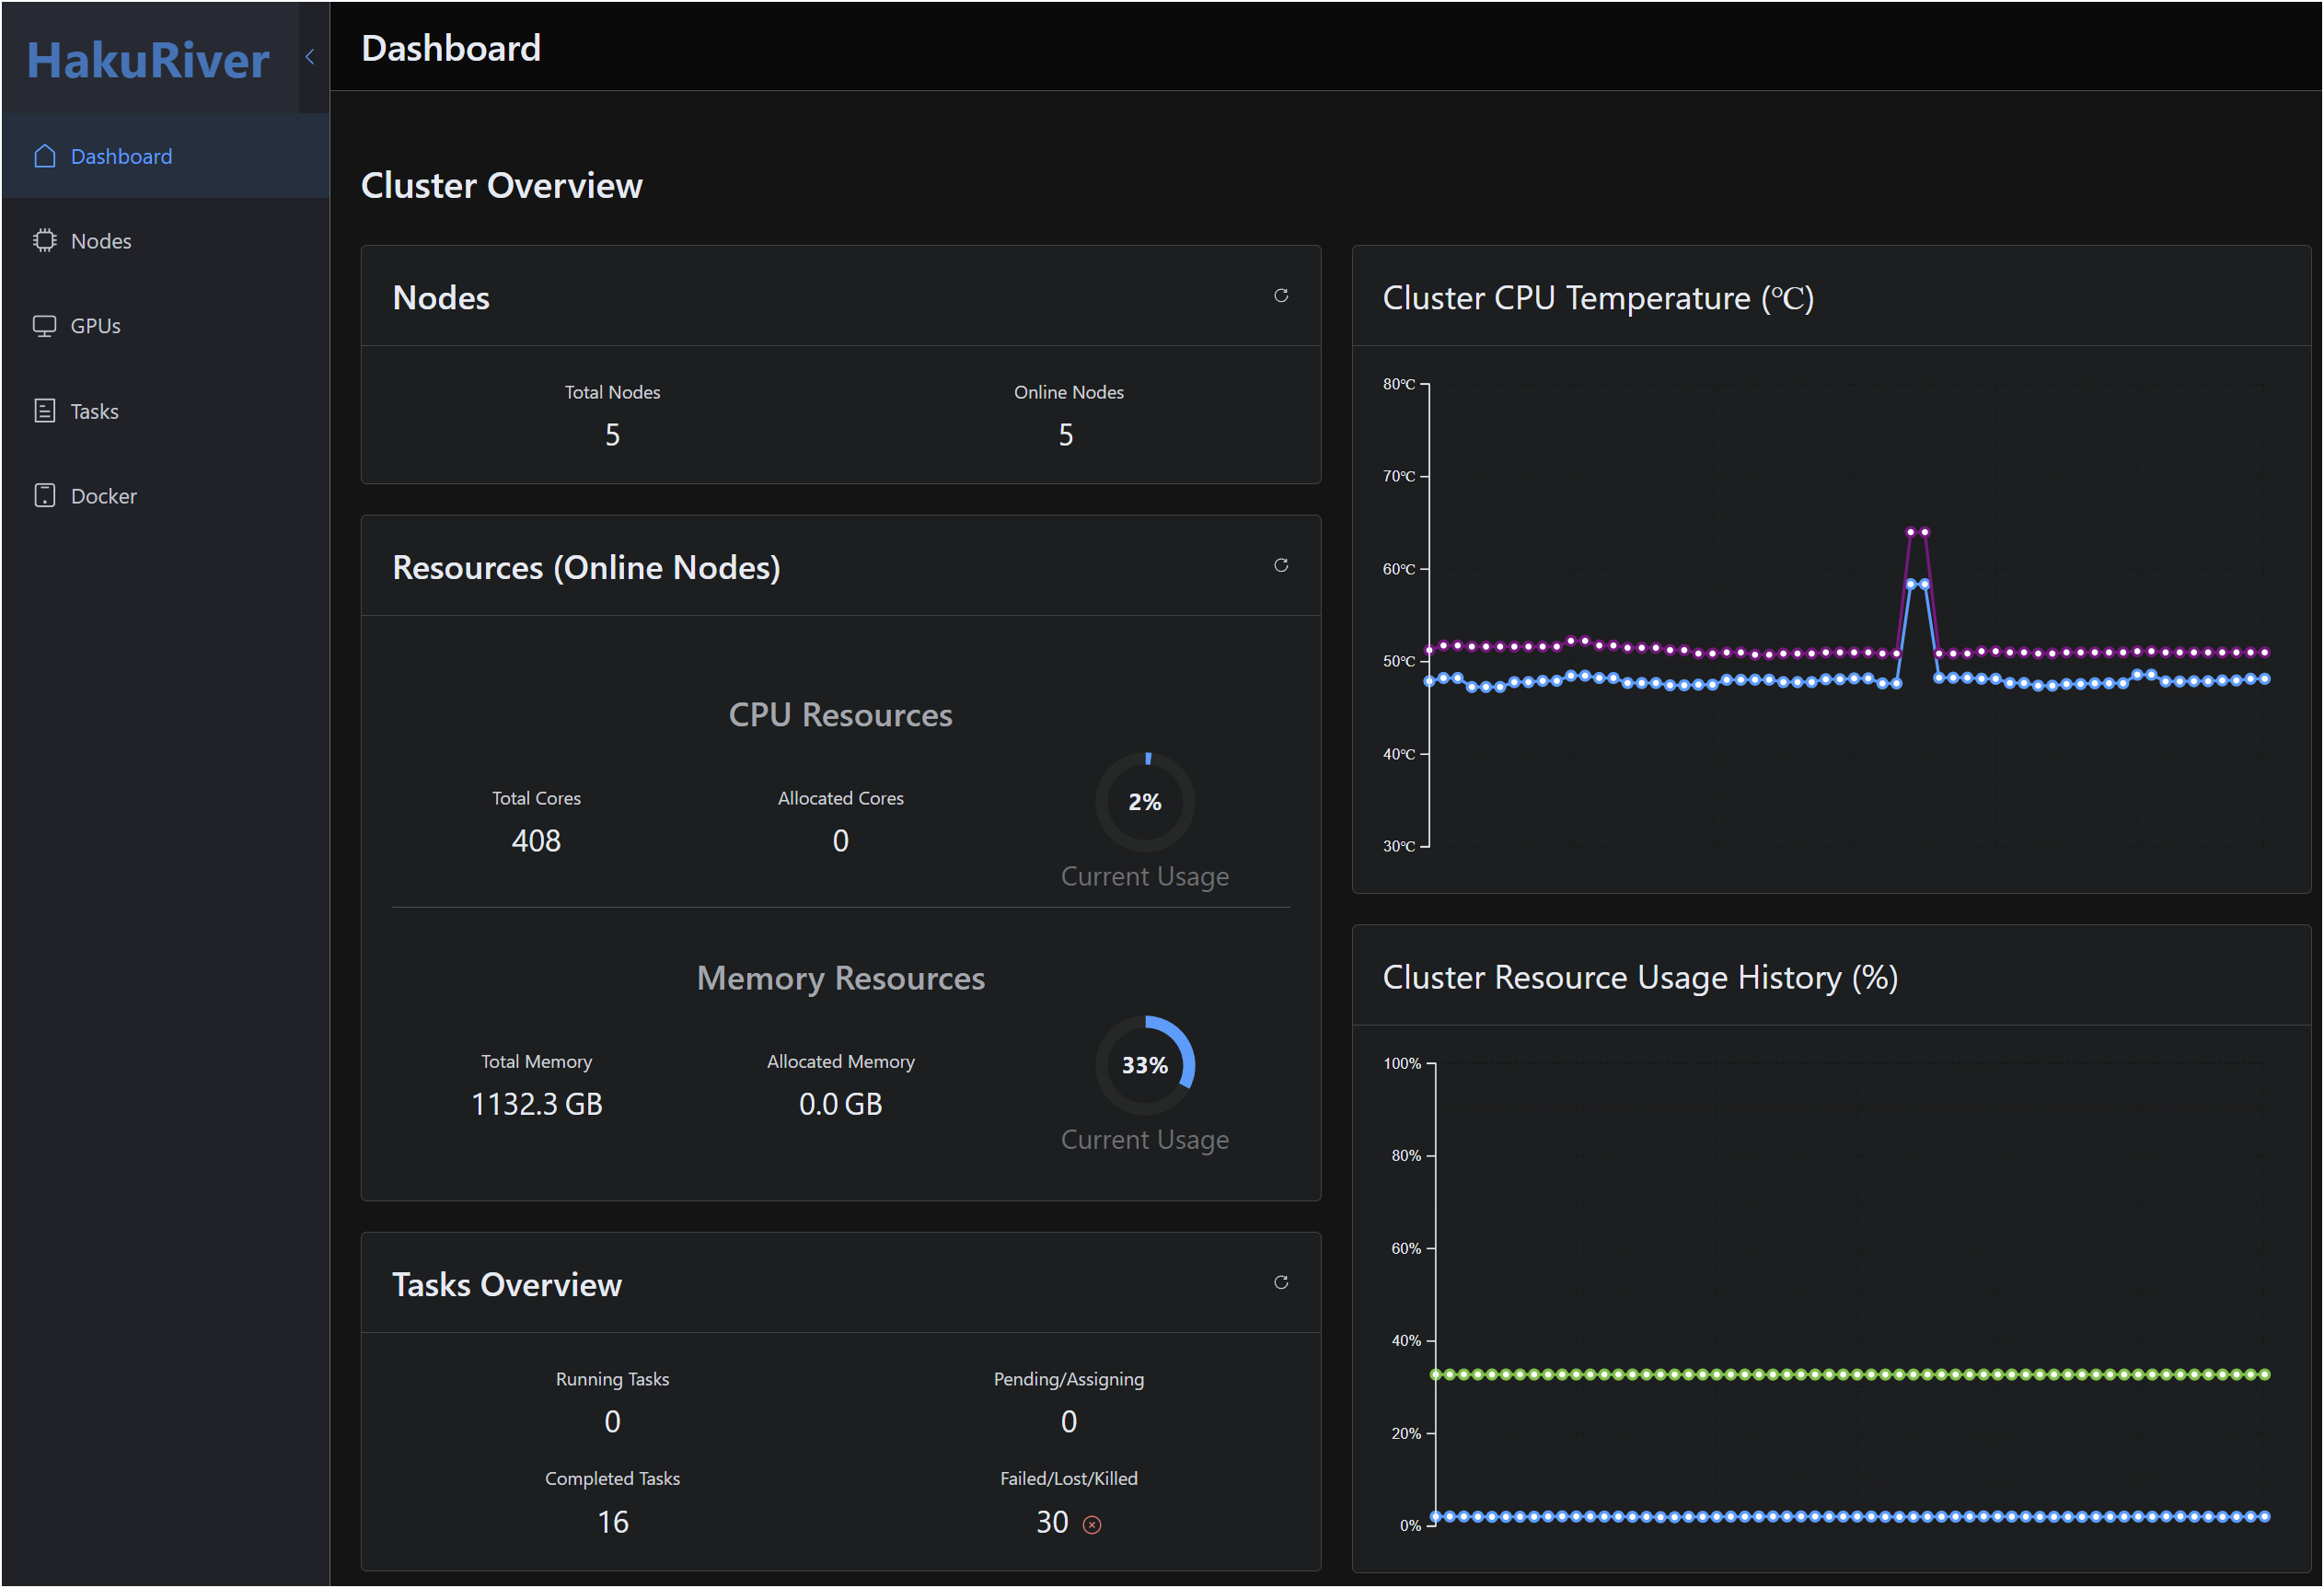 HakuRiver
Dashboard
Nodes
GPUs
Tasks
Docker
Dashboard
Cluster Overview
Nodes
Total Nodes
5
Online Nodes
5
Resources (Online Nodes)
CPU Resources
Total Cores
408
Allocated Cores
0
2%
Current Usage
Memory Resources
Total Memory
1132.3 GB
Allocated Memory
0.0 GB
33%
Current Usage
Tasks Overview
Running Tasks
0
Pending/Assigning
0
Completed Tasks
16
Failed/Lost/Killed
30
Cluster CPU Temperature (℃)
80℃
70℃
60℃
50℃
40℃
30℃
Cluster Resource Usage History (%)
100%
80%
60%
40%
20%
0%